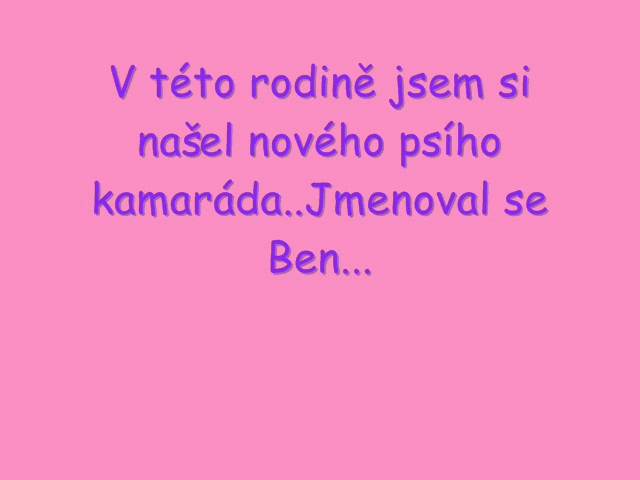 V této rodině jsem si
našel nového psího
kamaráda..Jmenoval se
Ben...